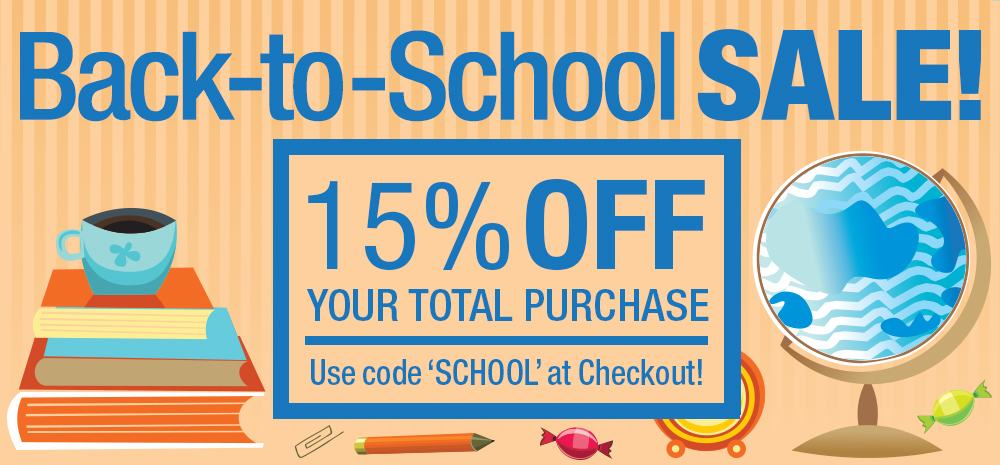 Back-to-School SALE!
15% OFF
YOUR TOTAL PURCHASE
Use code ‘SCHOOL’ at Checkout!